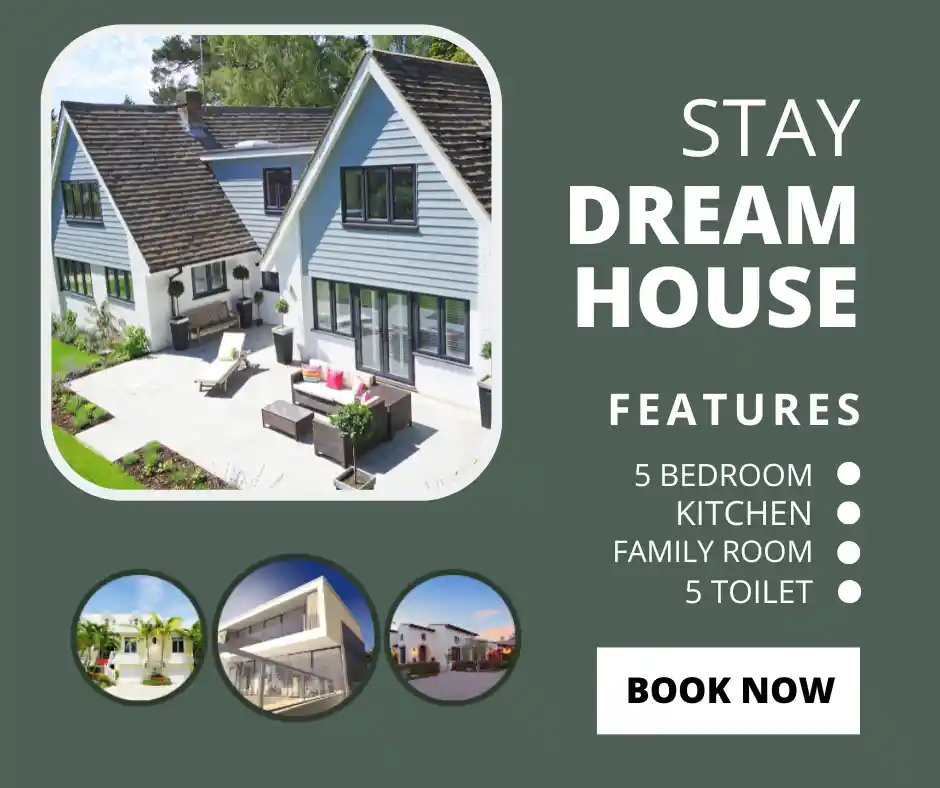 STAY
DREAM
HOUSE
FEATURES
5 BEDROOM
KITCHEN
FAMILY ROOM
5 TOILET
BOOK NOW